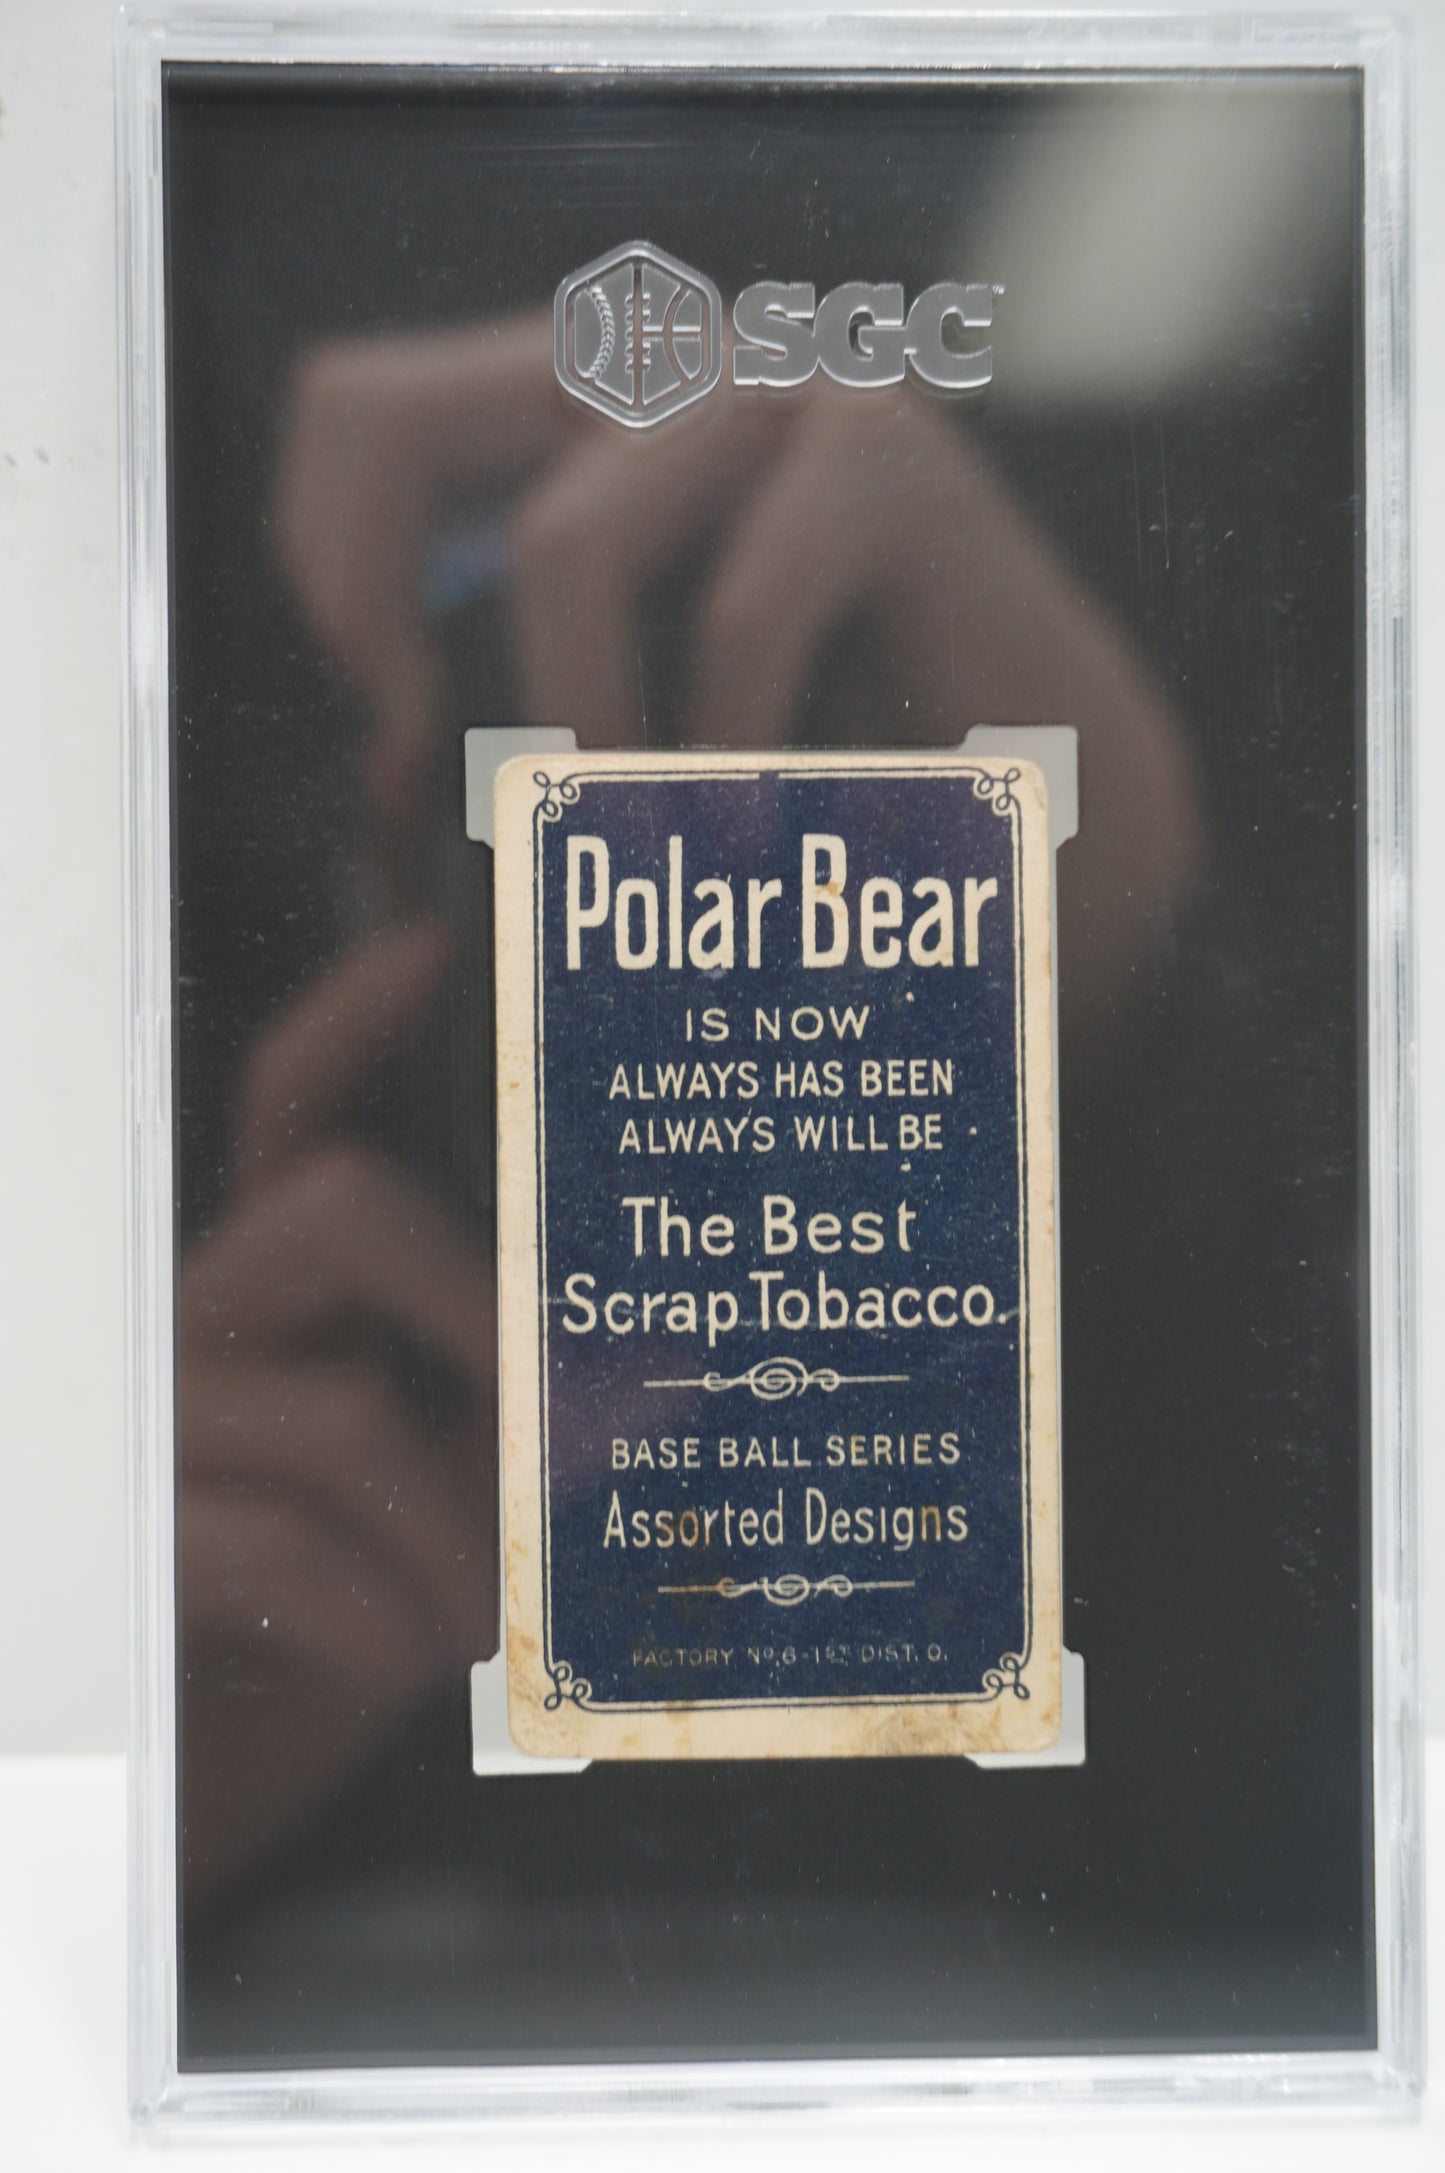 SGC™
Polar Bear
IS NOW
ALWAYS HAS BEEN
ALWAYS WILL BE
The Best
Scrap Tobacco.
BASE BALL SERIES
Assorted Designs
FACTORY Nº 6-1ST DIST. O.